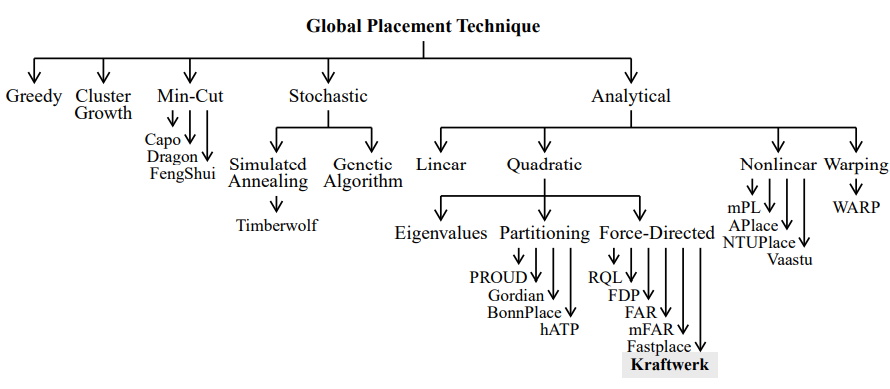 Global Placement Technique
Greedy
Cluster
Growth
Min-Cut
Stochastic
Analytical
Capo
Dragon
FengShui
Simulated
Annealing
Genetic
Algorithm
Linear
Quadratic
Nonlinear
Warping
Timberwolf
mPL
APlace
NTUPlace
Vaastu
WARP
Eigenvalues
Partitioning
Force-Directed
PROUD
Gordian
BonnPlace
hATP
RQL
FDP
FAR
mFAR
Fastplace
Kraftwerk